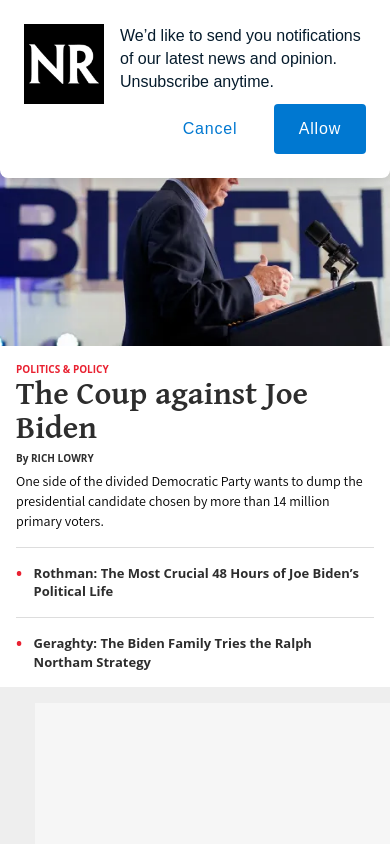 NR
We’d like to send you notifications
of our latest news and opinion.
Unsubscribe anytime.
Cancel
Allow
BIDEN
POLITICS & POLICY
The Coup against Joe
Biden
By RICH LOWRY
One side of the divided Democratic Party wants to dump the
presidential candidate chosen by more than 14 million
primary voters.
Rothman: The Most Crucial 48 Hours of Joe Biden’s
Political Life
Geraghty: The Biden Family Tries the Ralph
Northam Strategy